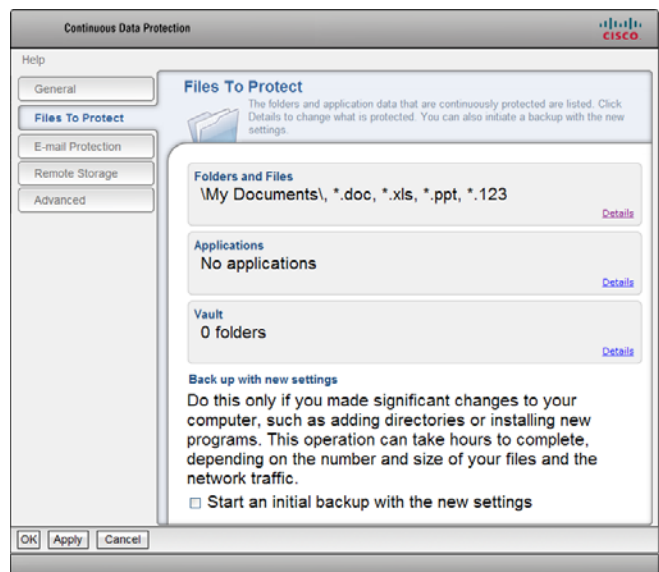 Continuous Data Protection
CISCO
Help
General
Files To Protect
E-mail Protection
Remote Storage
Advanced
Files To Protect
The folders and application data that are continuously protected are listed. Click
Details to change what is protected. You can also initiate a backup with the new
settings.
Folders and Files
\My Documents\, *.doc, *.xls, *.ppt, *.123
Details
Applications
No applications
Details
Vault
0 folders
Details
Back up with new settings
Do this only if you made significant changes to your
computer, such as adding directories or installing new
programs. This operation can take hours to complete,
depending on the number and size of your files and the
network traffic.
Start an initial backup with the new settings
OK Apply Cancel